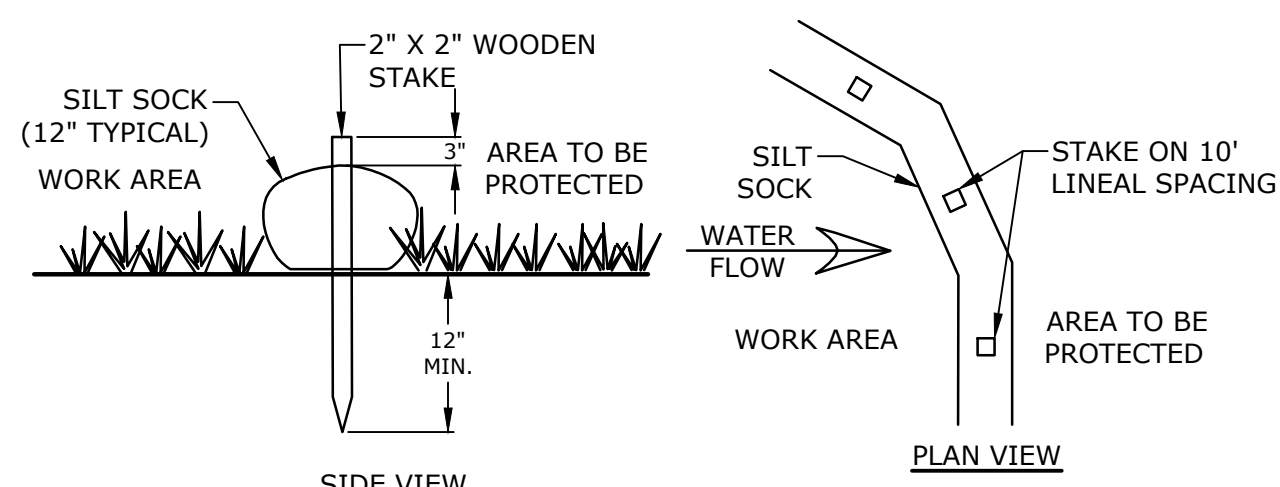 2" X 2" WOODEN
STAKE
SILT SOCK
(12" TYPICAL)
3"
WORK AREA
AREA TO BE
PROTECTED
12"
MIN.
SIDE VIEW
SILT
SOCK
STAKE ON 10'
LINEAL SPACING
WATER
FLOW
WORK AREA
AREA TO BE
PROTECTED
PLAN VIEW